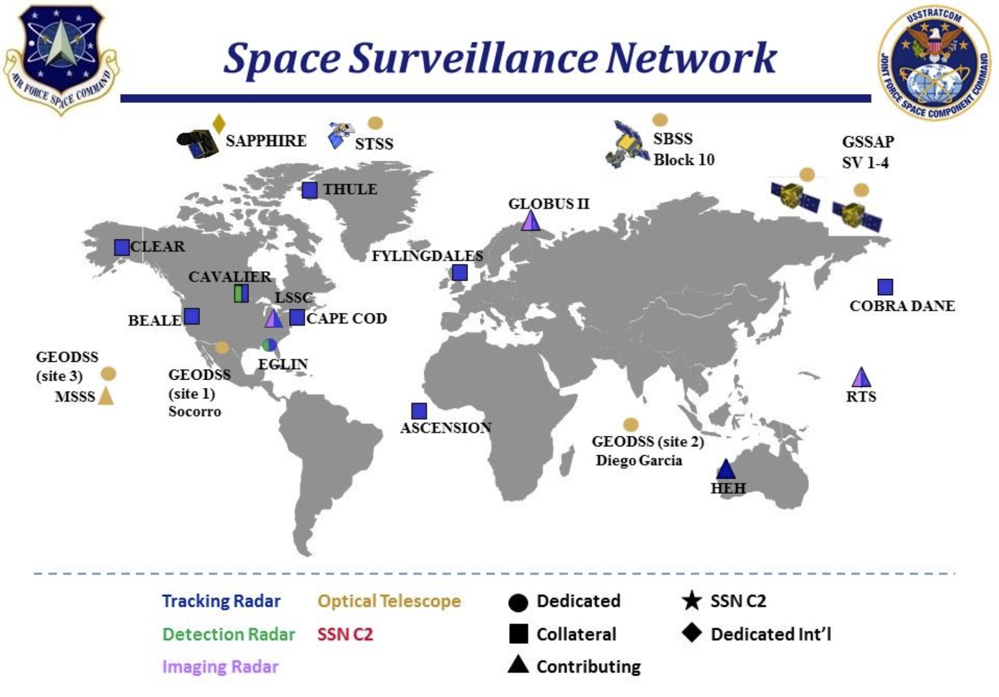 AIR FORCE SPACE COMMAND
Space Surveillance Network
USSTRATCOM
JOINT FORCE SPACE COMPONENT COMMAND
SAPPHIRE
STSS
SBSS
Block 10
GSSAP
SV 1-4
THULE
GLOBUS II
CLEAR
FYLINGDALES
CAVALIER
LSSC
COBRA DANE
BEALE
CAPE COD
GEODSS
(site 3)
MSSS
EGLIN
GEODSS
(site 1)
Socorro
RTS
ASCENSION
GEODSS (site 2)
Diego Garcia
HEH
Tracking Radar
Optical Telescope
Dedicated
SSN C2
Detection Radar
SSN C2
Collateral
Dedicated Int'l
Imaging Radar
Contributing